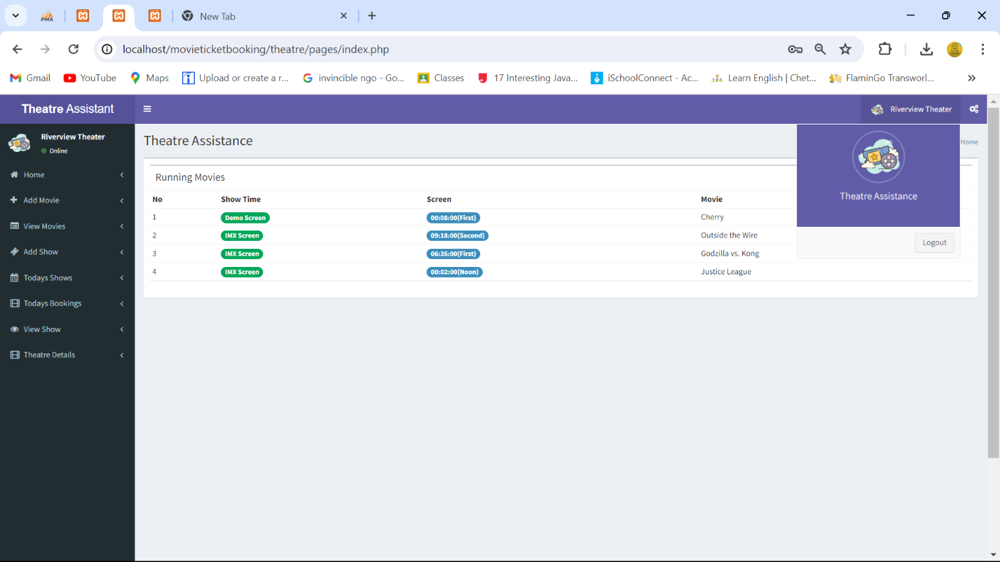 PMA
New Tab
localhost/movieticketbooking/theatre/pages/index.php
Gmail
YouTube
Maps
Upload or create a r...
invincible ngo - Go...
Classes
17 Interesting Java...
iSchoolConnect - Ac...
Learn English | Chet...
FlaminGo Transworl...
Theatre Assistant
Riverview Theater
Riverview Theater
Online
Theatre Assistance
Home
Theatre Assistance
Logout
Home
Add Movie
View Movies
Add Show
Todays Shows
Todays Bookings
View Show
Theatre Details
Running Movies
No Show Time Screen Movie
1 Demo Screen 00:08:00(First) Cherry
2 IMX Screen 09:18:00(Second) Outside the Wire
3 IMX Screen 06:35:00(First) Godzilla vs. Kong
4 IMX Screen 00:02:00(Noon) Justice League